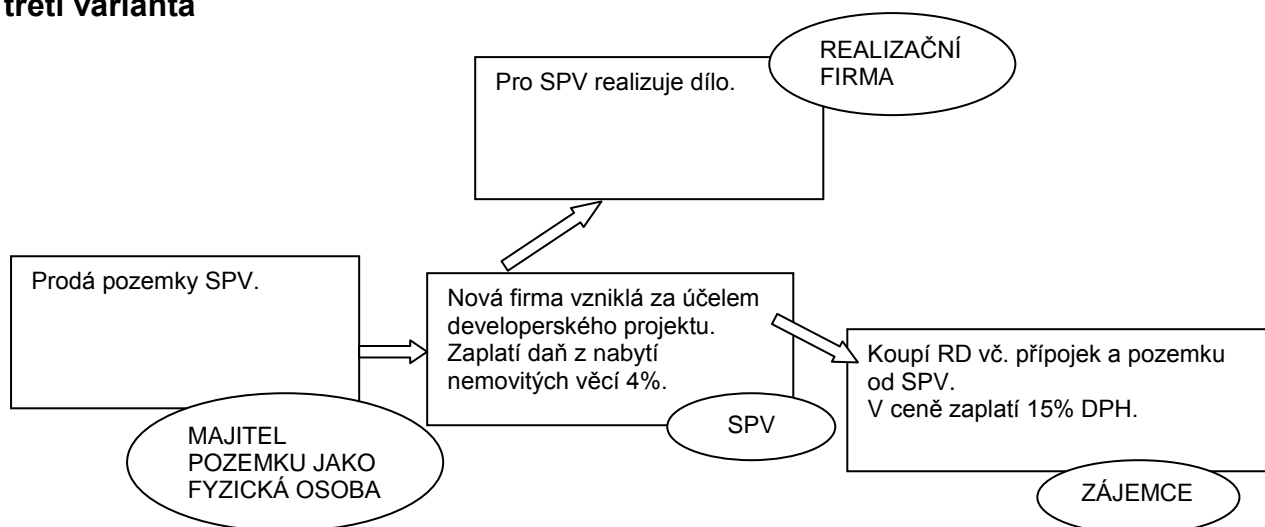 třetí varianta
REALIZAČNÍ
FIRMA
Pro SPV realizuje dílo.
Prodá pozemky SPV.
MAJITEL
POZEMKU JAKO
FYZICKÁ OSOBA
Nová firma vzniklá za účelem
developerského projektu.
Zaplatí daň z nabytí
nemovitých věcí 4%.
SPV
Koupí RD vč. přípojek a pozemku
od SPV.
V ceně zaplatí 15% DPH.
ZÁJEMCE